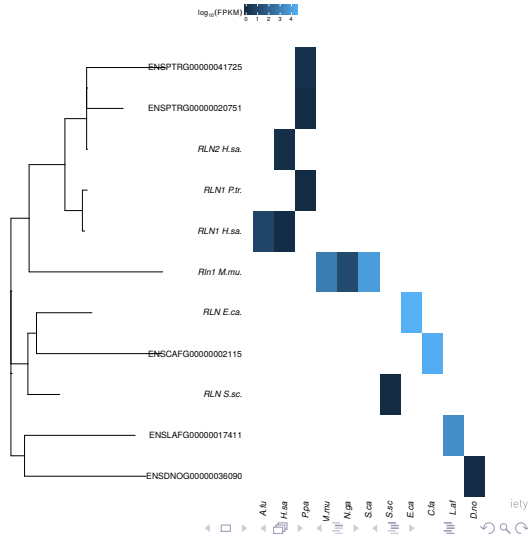 log10(FPKM)
0 1 2 3 4
ENSPTRG00000041725
ENSPTRG00000020751
RLN2 H.sa.
RLN1 P.tr.
RLN1 H.sa.
Rln1 M.mu.
RLN E.ca.
ENSCAFG00000002115
RLN S.sc.
ENSLAFG00000017411
ENSDNOG00000036090
A.fu
H.sa
P.pa
M.mu
N.ga
S.ca
S.sc
E.ca
C.fa
L.af
D.no
iety